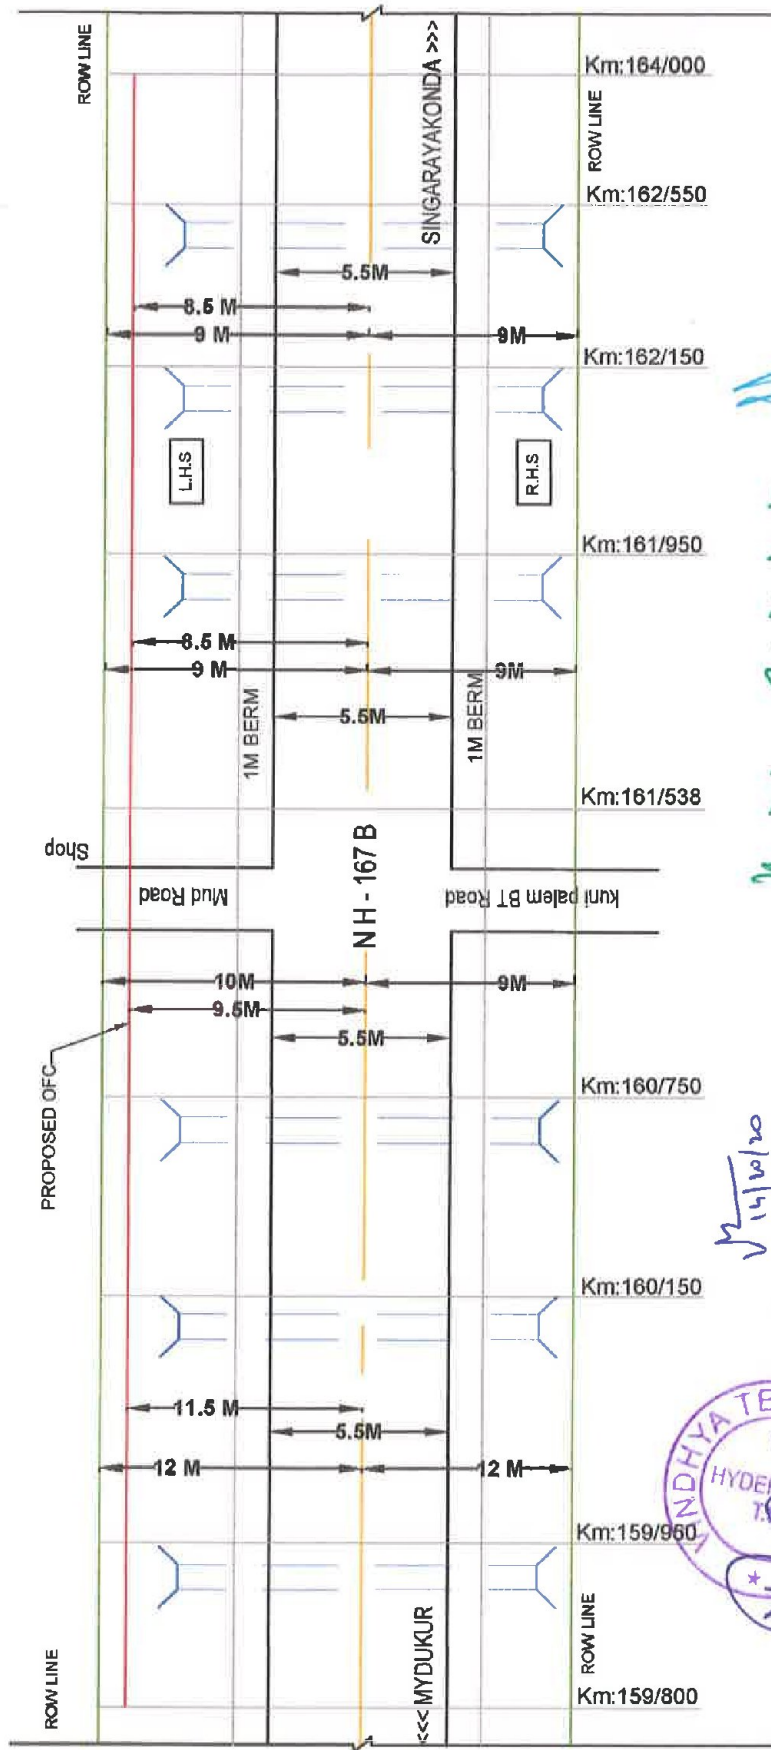 ROW LINE
SINGARAYAKONDA >>>
Km:164/000
ROW LINE
Km:162/550
5.5M
8.5 M
9 M
9M
Km:162/150
L.H.S
R.H.S
Km:161/950
8.5 M
9 M
9M
5.5M
1M BERM
1M BERM
Km:161/538
Shop
Mud Road
NH - 167 B
kuni palem BT Road
10M
9M
9.5M
5.5M
PROPOSED OFC
Km:160/750
14/10/20
Km:160/150
11.5 M
5.5M
12 M
12 M
VINDHYA TE
HYDE
Km:159/960
ROW LINE
<<< MYDUKUR
ROW LINE
Km:159/800